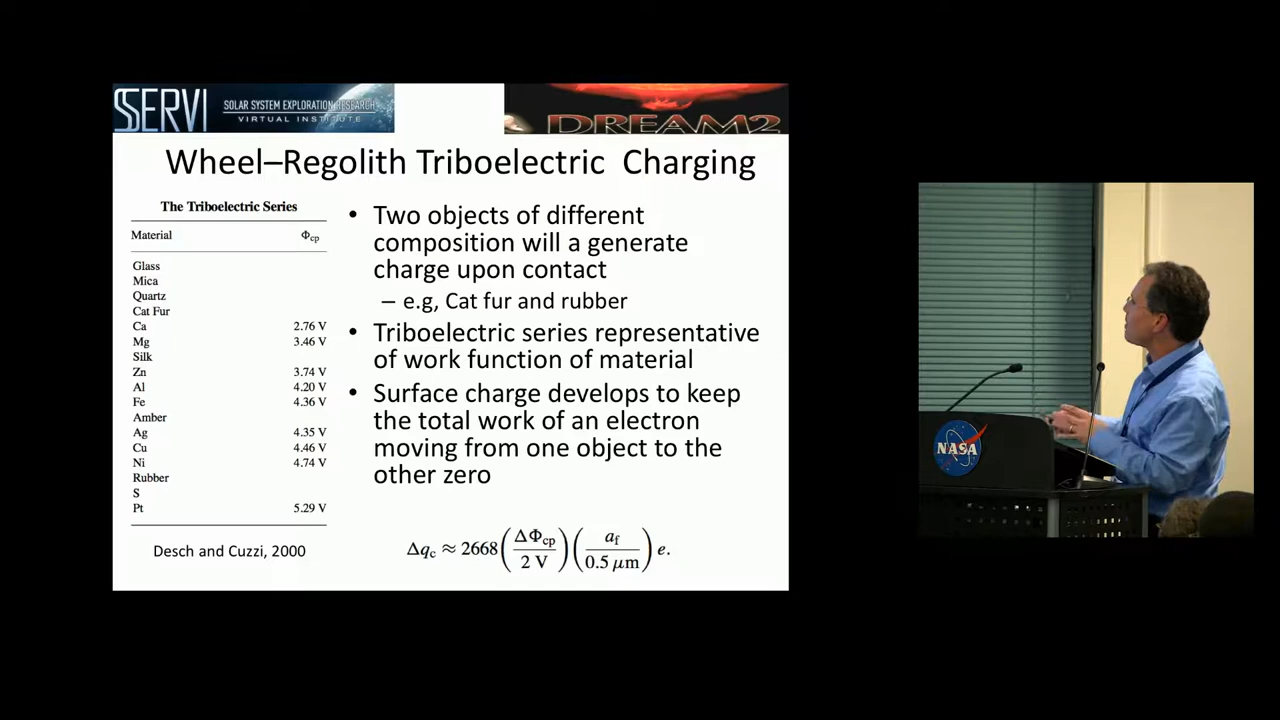 SSERVI
SOLAR SYSTEM EXPLORATION RESEARCH
VIRTUAL INSTITUTE
DREAM2
Wheel–Regolith Triboelectric Charging
The Triboelectric Series
Material Φcp
Glass
Mica
Quartz
Cat Fur
Ca 2.76 V
Mg 3.46 V
Silk
Zn 3.74 V
Al 4.20 V
Fe 4.36 V
Amber
Ag 4.35 V
Cu 4.46 V
Ni 4.74 V
Rubber
S
Pt 5.29 V
Desch and Cuzzi, 2000
• Two objects of different
composition will a generate
charge upon contact
– e.g, Cat fur and rubber
• Triboelectric series representative
of work function of material
• Surface charge develops to keep
the total work of an electron
moving from one object to the
other zero
Δqc ≈ 2668(ΔΦcp/2 V)(af/0.5 μm) e.
NASA